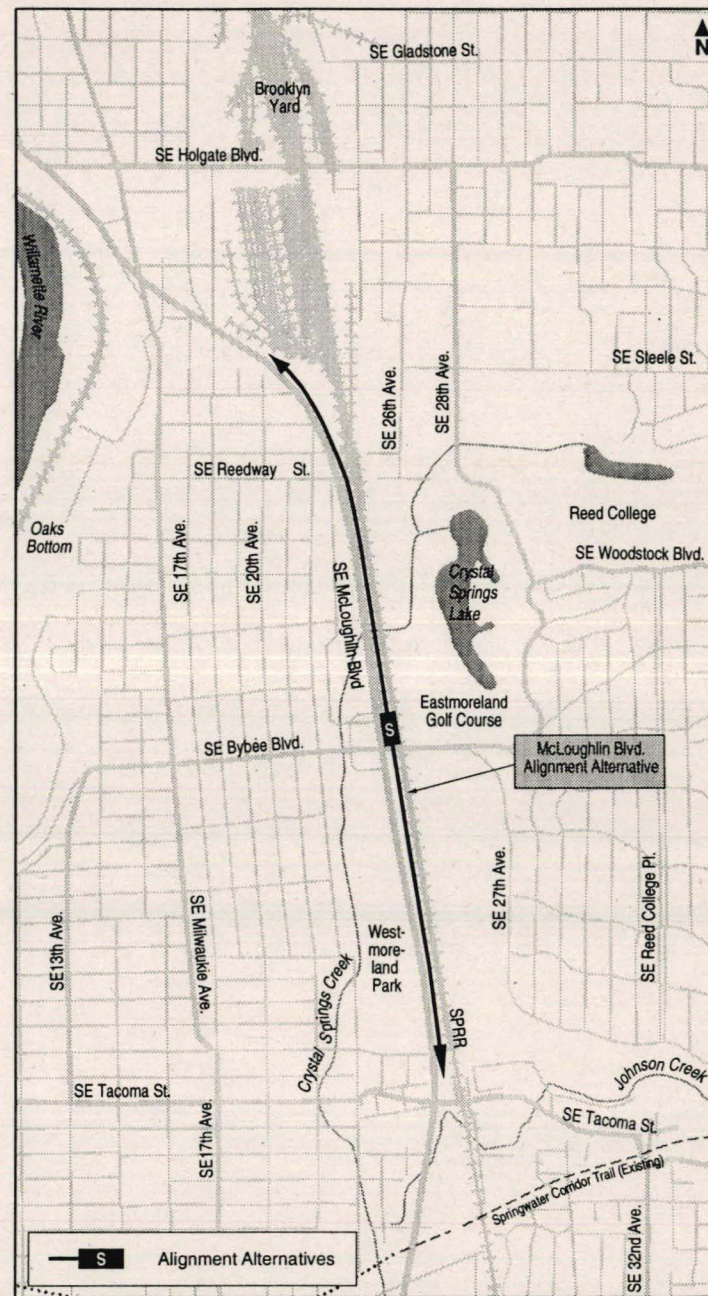 SE Gladstone St.
N
Brooklyn
Yard
SE Holgate Blvd.
Willamette River
SE Steele St.
SE 26th Ave.
SE 28th Ave.
SE Reedway St.
Reed College
Oaks
Bottom
SE 17th Ave.
SE 20th Ave.
SE McLoughlin Blvd
Crystal
Springs
Lake
SE Woodstock Blvd.
Eastmoreland
Golf Course
S
SE Bybee Blvd.
McLoughlin Blvd.
Alignment Alternative
SE 27th Ave.
SE Reed College Pl.
SE13th Ave.
SE Milwaukie Ave.
West-
more-
land
Park
Crystal Springs Creek
SPRR
Johnson Creek
SE Tacoma St.
SE Tacoma St.
SE17th Ave.
Springwater Corridor Trail (Existing)
SE 32nd Ave.
S Alignment Alternatives